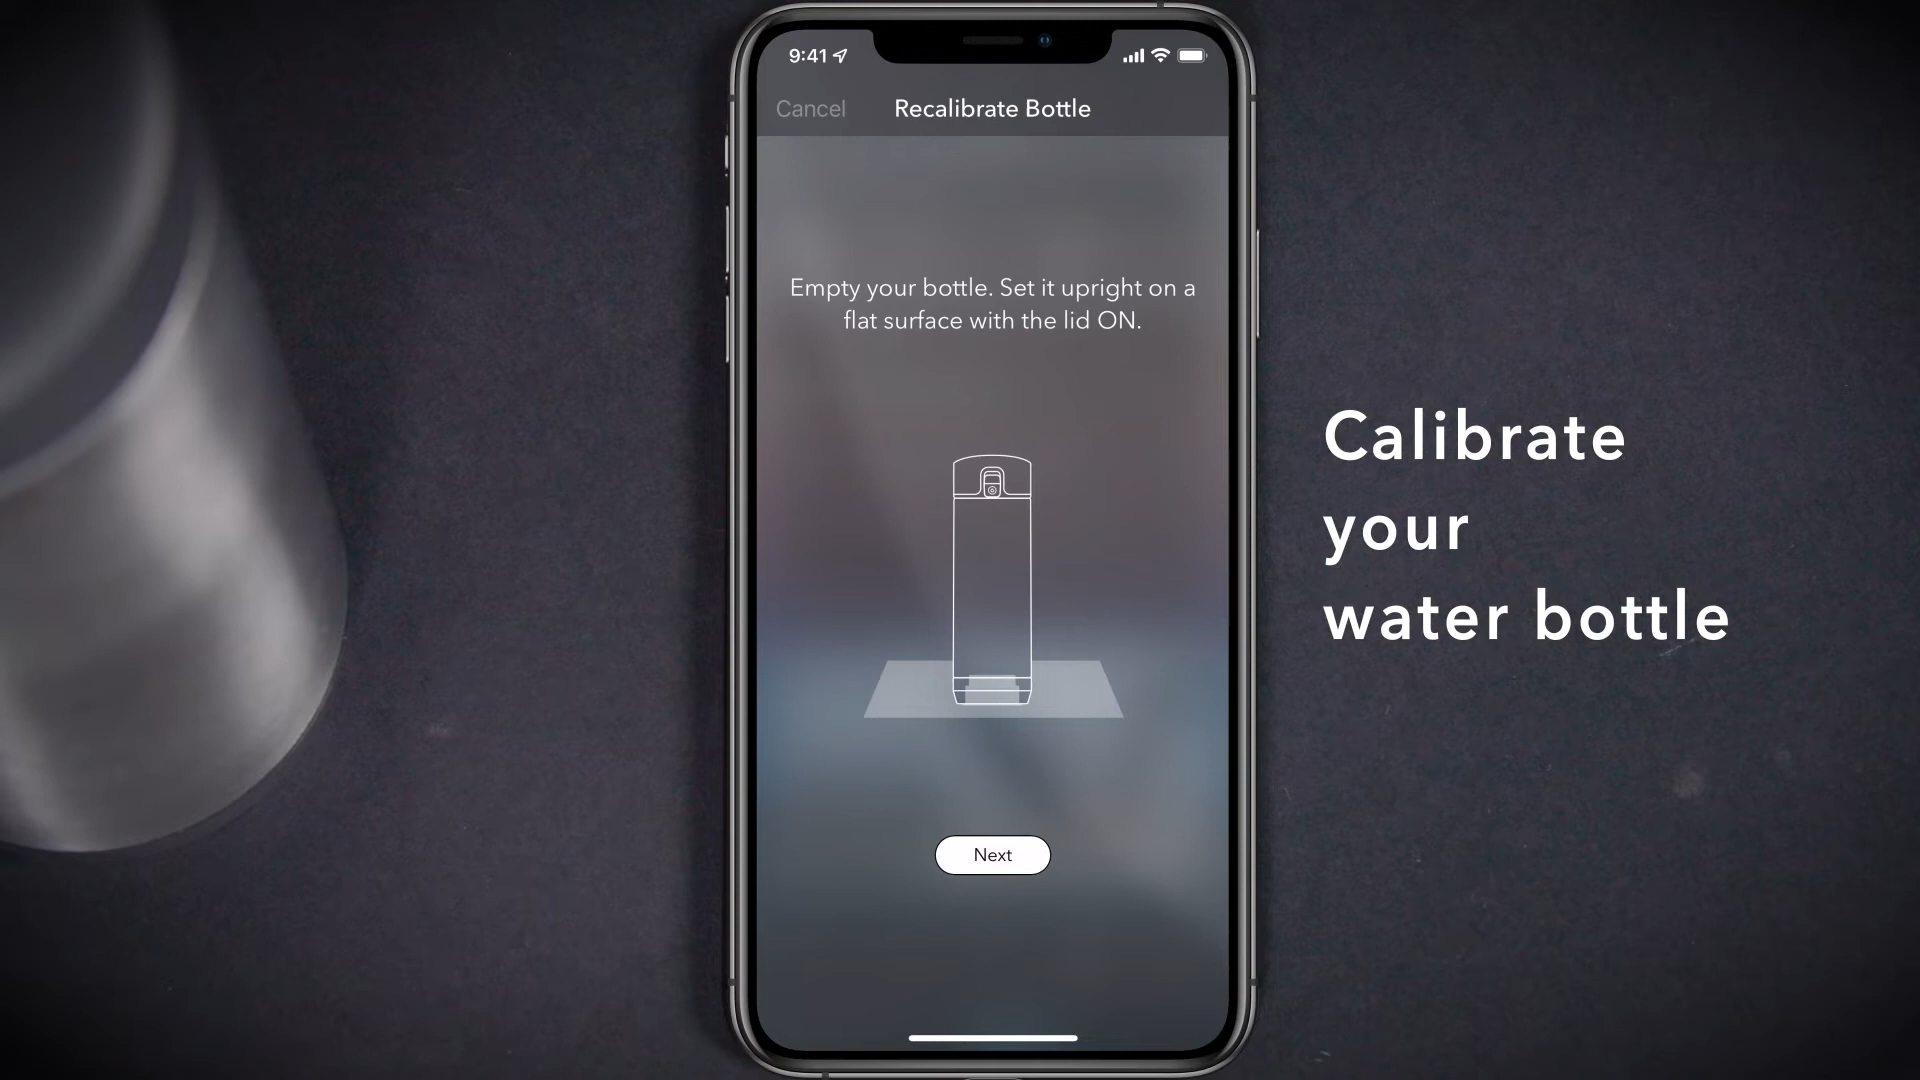 9:41
Cancel
Recalibrate Bottle
Empty your bottle. Set it upright on a
flat surface with the lid ON.
Next
Calibrate
your
water bottle